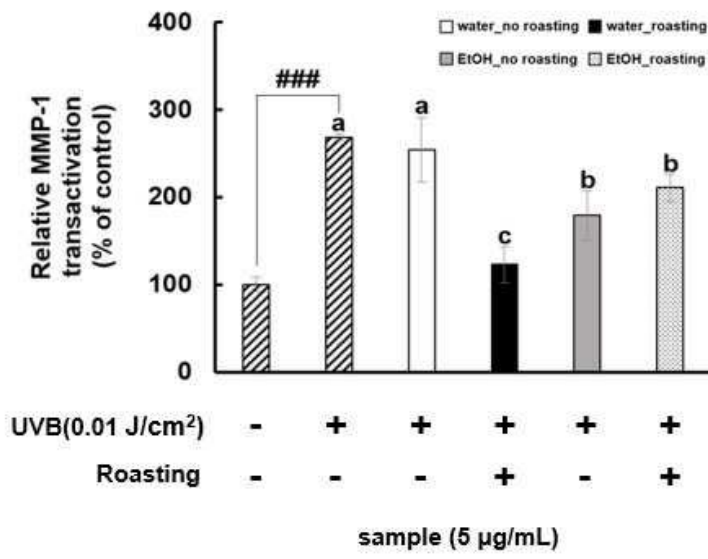 400
300
200
100
0
Relative MMP-1
transactivation
(% of control)
water_no roasting water_roasting
EtOH_no roasting EtOH_roasting
###
a a c b b
UVB(0.01 J/cm²) - + + + + +
Roasting - - - + - +
sample (5 µg/mL)